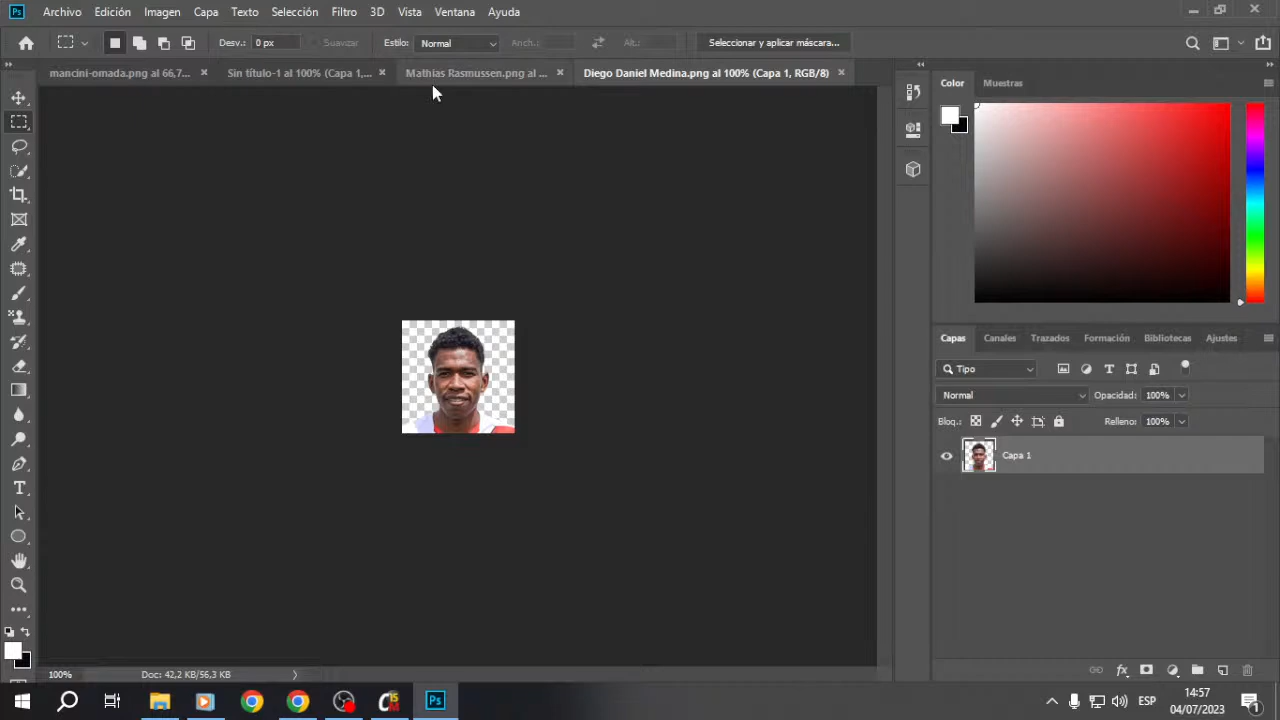 Ps Archivo Edición Imagen Capa Texto Selección Filtro 3D Vista Ventana Ayuda
Desv.: 0 px Suavizar Estilo: Normal Anch.: Alt.: Seleccionar y aplicar máscara...
mancini-omada.png al 66,7... × Sin título-1 al 100% (Capa 1,... × Mathias Rasmussen.png al ... × Diego Daniel Medina.png al 100% (Capa 1, RGB/8) ×
Color Muestras
Capas Canales Trazados Formación Bibliotecas Ajustes
Tipo
Normal Opacidad: 100%
Bloq.: Relleno: 100%
Capa 1
100% Doc: 42,2 KB/56,3 KB
fx
Ps ESP 14:57
04/07/2023 1